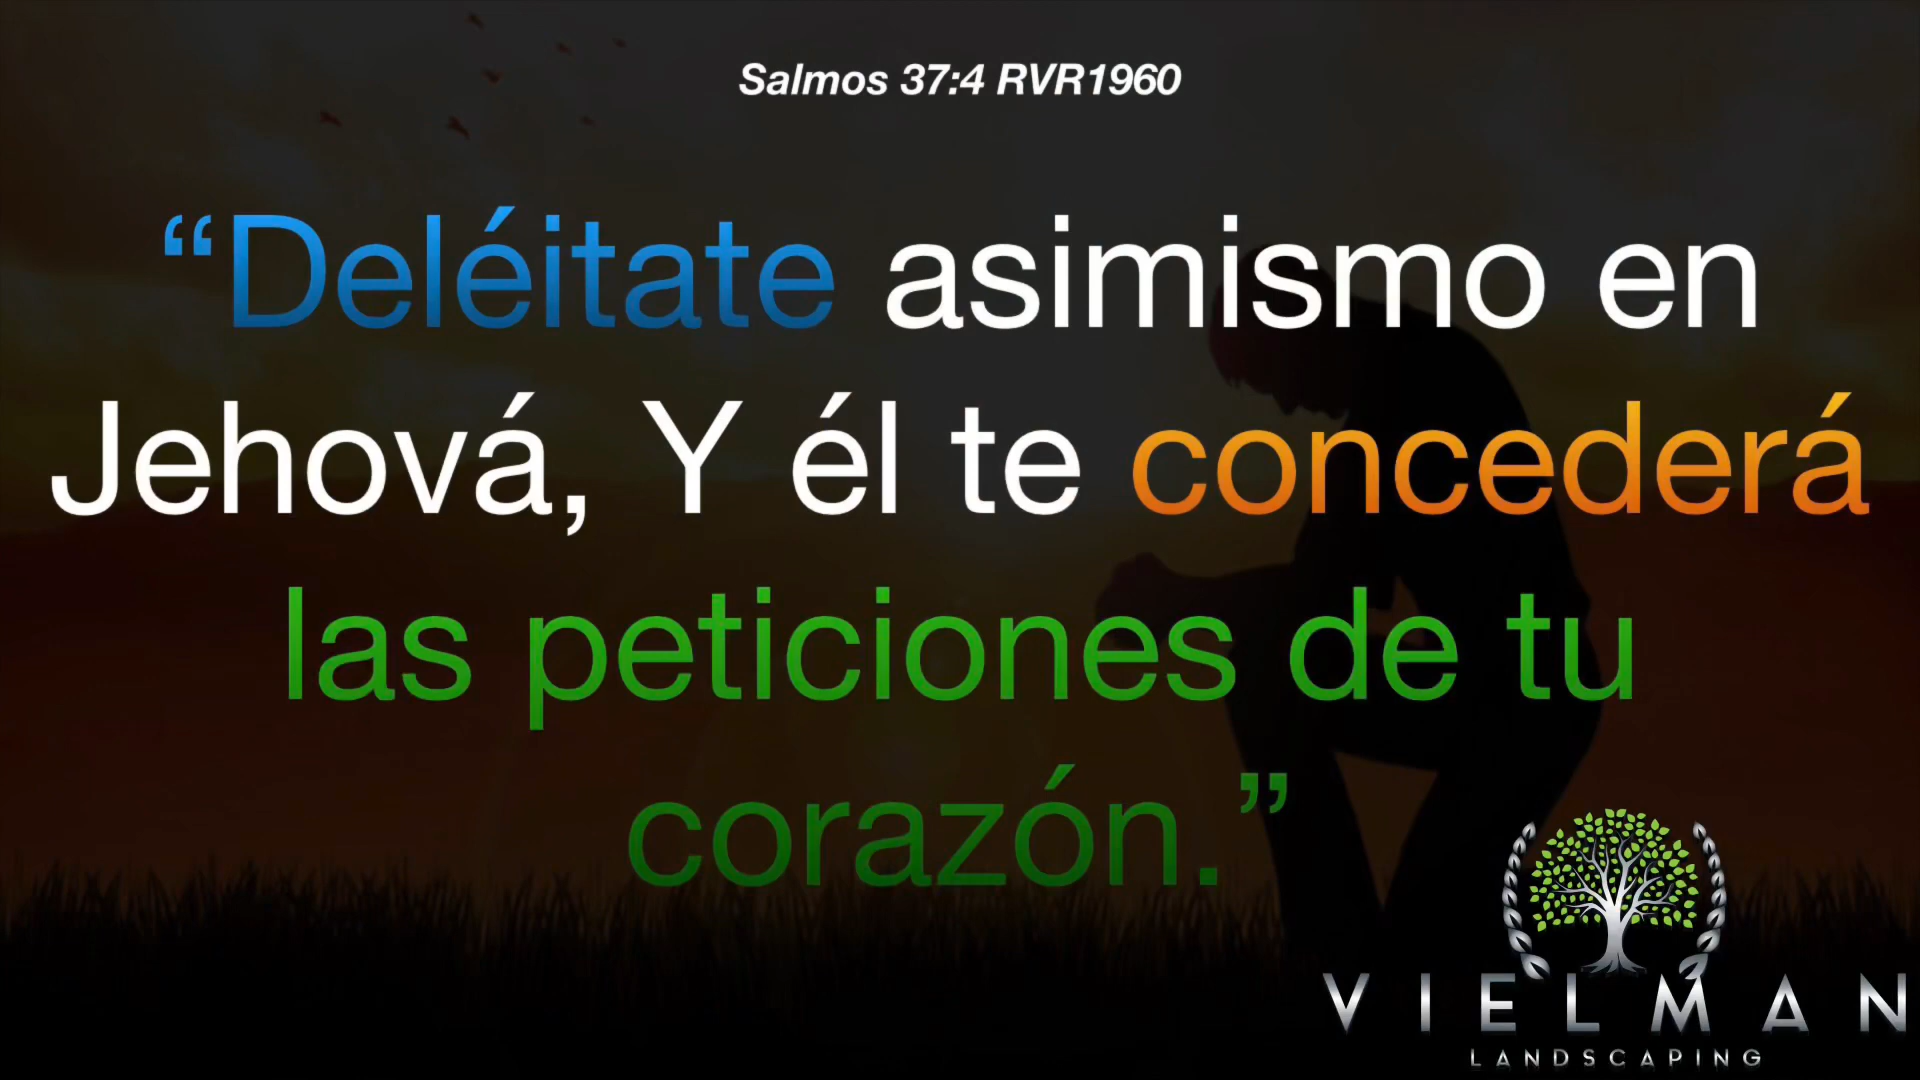 Salmos 37:4 RVR1960
“Deléitate asimismo en
Jehová, Y él te concederá
las peticiones de tu
corazón.”
VIELMAN
LANDSCAPING